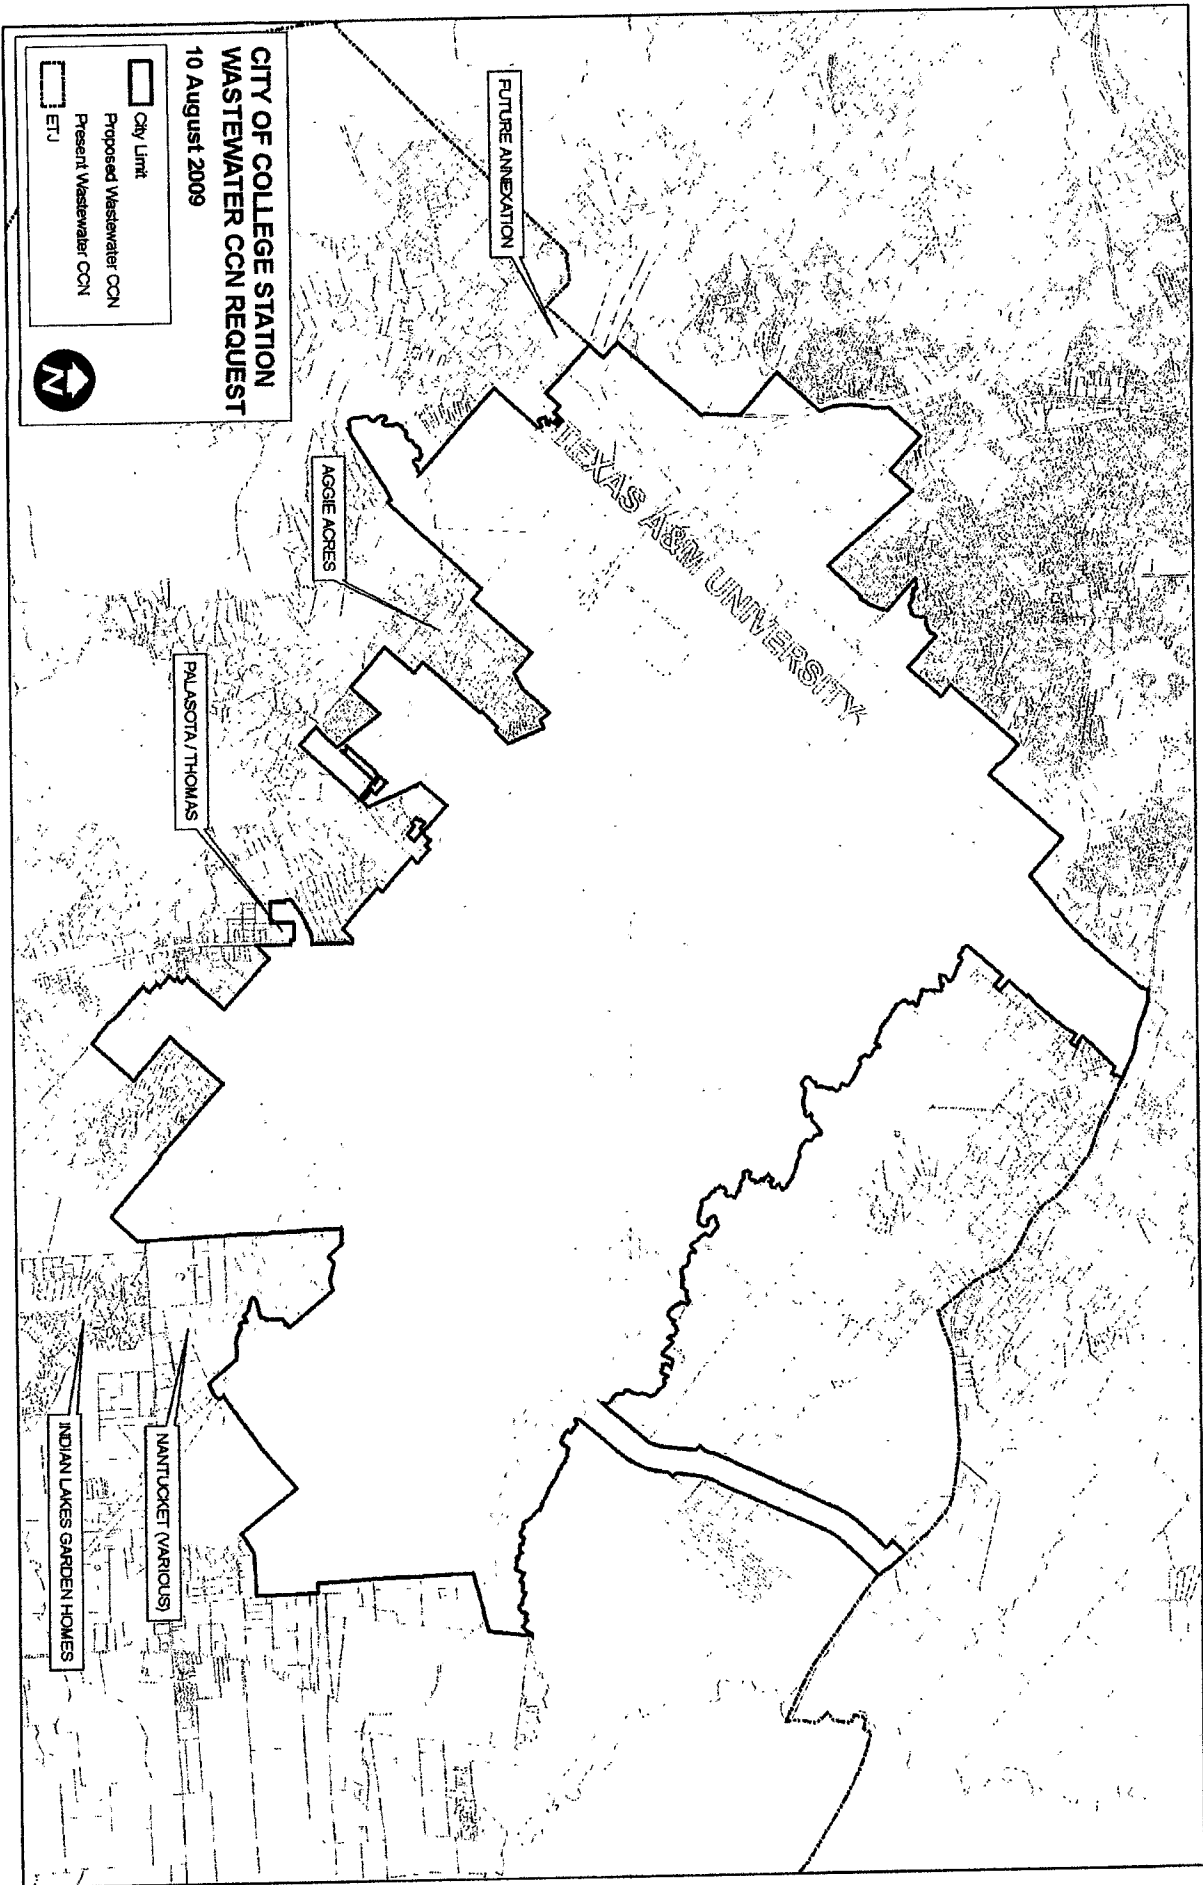 CITY OF COLLEGE STATION
WASTEWATER CCN REQUEST
10 August 2009
City Limit
Proposed Wastewater CCN
Present Wastewater CCN
ETJ
N
FUTURE ANNEXATION
TEXAS A&M UNIVERSITY
AGGIE ACRES
PALASOTA / THOMAS
NANTUCKET (VARIOUS)
INDIAN LAKES GARDEN HOMES